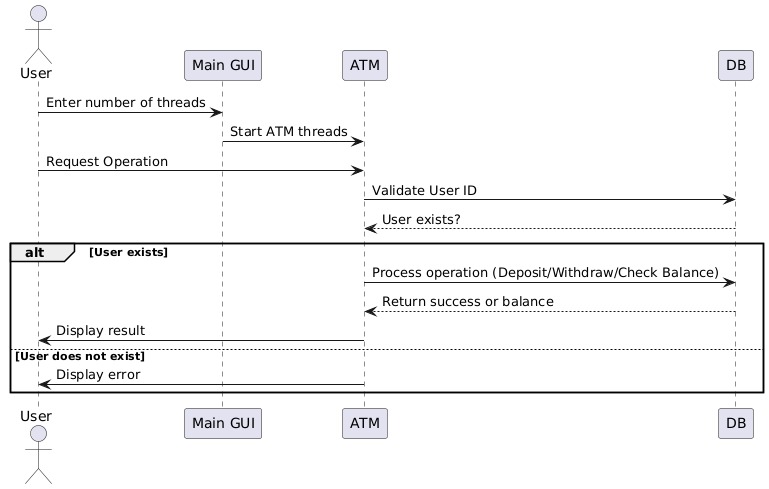 User
Main GUI
ATM
DB
Enter number of threads
Start ATM threads
Request Operation
Validate User ID
User exists?
alt
[User exists]
Process operation (Deposit/Withdraw/Check Balance)
Return success or balance
Display result
[User does not exist]
Display error
User
Main GUI
ATM
DB